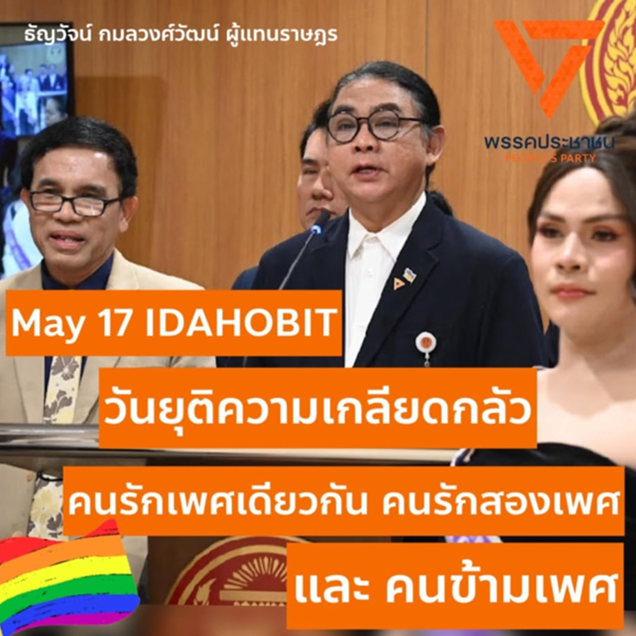 ธัญวัจน์ กมลวงศ์วัฒน์ ผู้แทนราษฎร
พรรคประชาชน
PEOPLE'S PARTY
May 17 IDAHOBIT
วันยุติความเกลียดกลัว
คนรักเพศเดียวกัน คนรักสองเพศ
และ คนข้ามเพศ